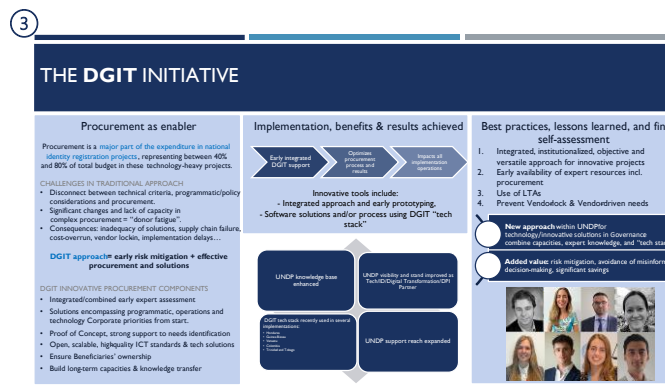 3
THE DGIT INITIATIVE
Procurement as enabler
Procurement is a major part of the expenditure in national
identity registration projects, representing between 40%
and 80% of total budget in these technology-heavy projects.
CHALLENGES IN TRADITIONAL APPROACH
• Disconnect between technical criteria, programmatic/policy
considerations and procurement.
• Significant changes and lack of capacity in
complex procurement = "donor fatigue".
• Consequences: inadequacy of solutions, supply chain failure,
cost-overrun, vendor lockin, implementation delays…
DGIT approach= early risk mitigation + effective
procurement and solutions
DGIT INNOVATIVE PROCUREMENT COMPONENTS
• Integrated/combined early expert assessment
• Solutions encompassing programmatic, operations and
technology Corporate priorities from start.
• Proof of Concept, strong support to needs identification
• Open, scalable, highquality ICT standards & tech solutions
• Ensure Beneficiaries' ownership
• Build long-term capacities & knowledge transfer
Implementation, benefits & results achieved
Early integrated
DGIT support
Optimises
procurement
process and
results
Impacts all
implementation
operations
Innovative tools include:
- Integrated approach and early prototyping,
- Software solutions and/or process using DGIT "tech
stack"
UNDP knowledge base
enhanced
UNDP visibility and stand improved as
Tech/ID/Digital Transformation/DPI
Partner
DGIT tech stack recently used in several
implementations:
• Honduras
• Guinea-Bissau
• Vanuatu
• Colombia
• Trinidad and Tobago
UNDP support reach expanded
Best practices, lessons learned, and fin
self-assessment
1. Integrated, institutionalized, objective and
versatile approach for innovative projects
2. Early availability of expert resources incl.
procurement
3. Use of LTAs
4. Prevent Vendorlock & Vendordriven needs
New approach within UNDPfor
technology/innovative solutions in Governance
combine capacities, expert knowledge, and "tech sta
Added value: risk mitigation, avoidance of misinform
decision-making, significant savings